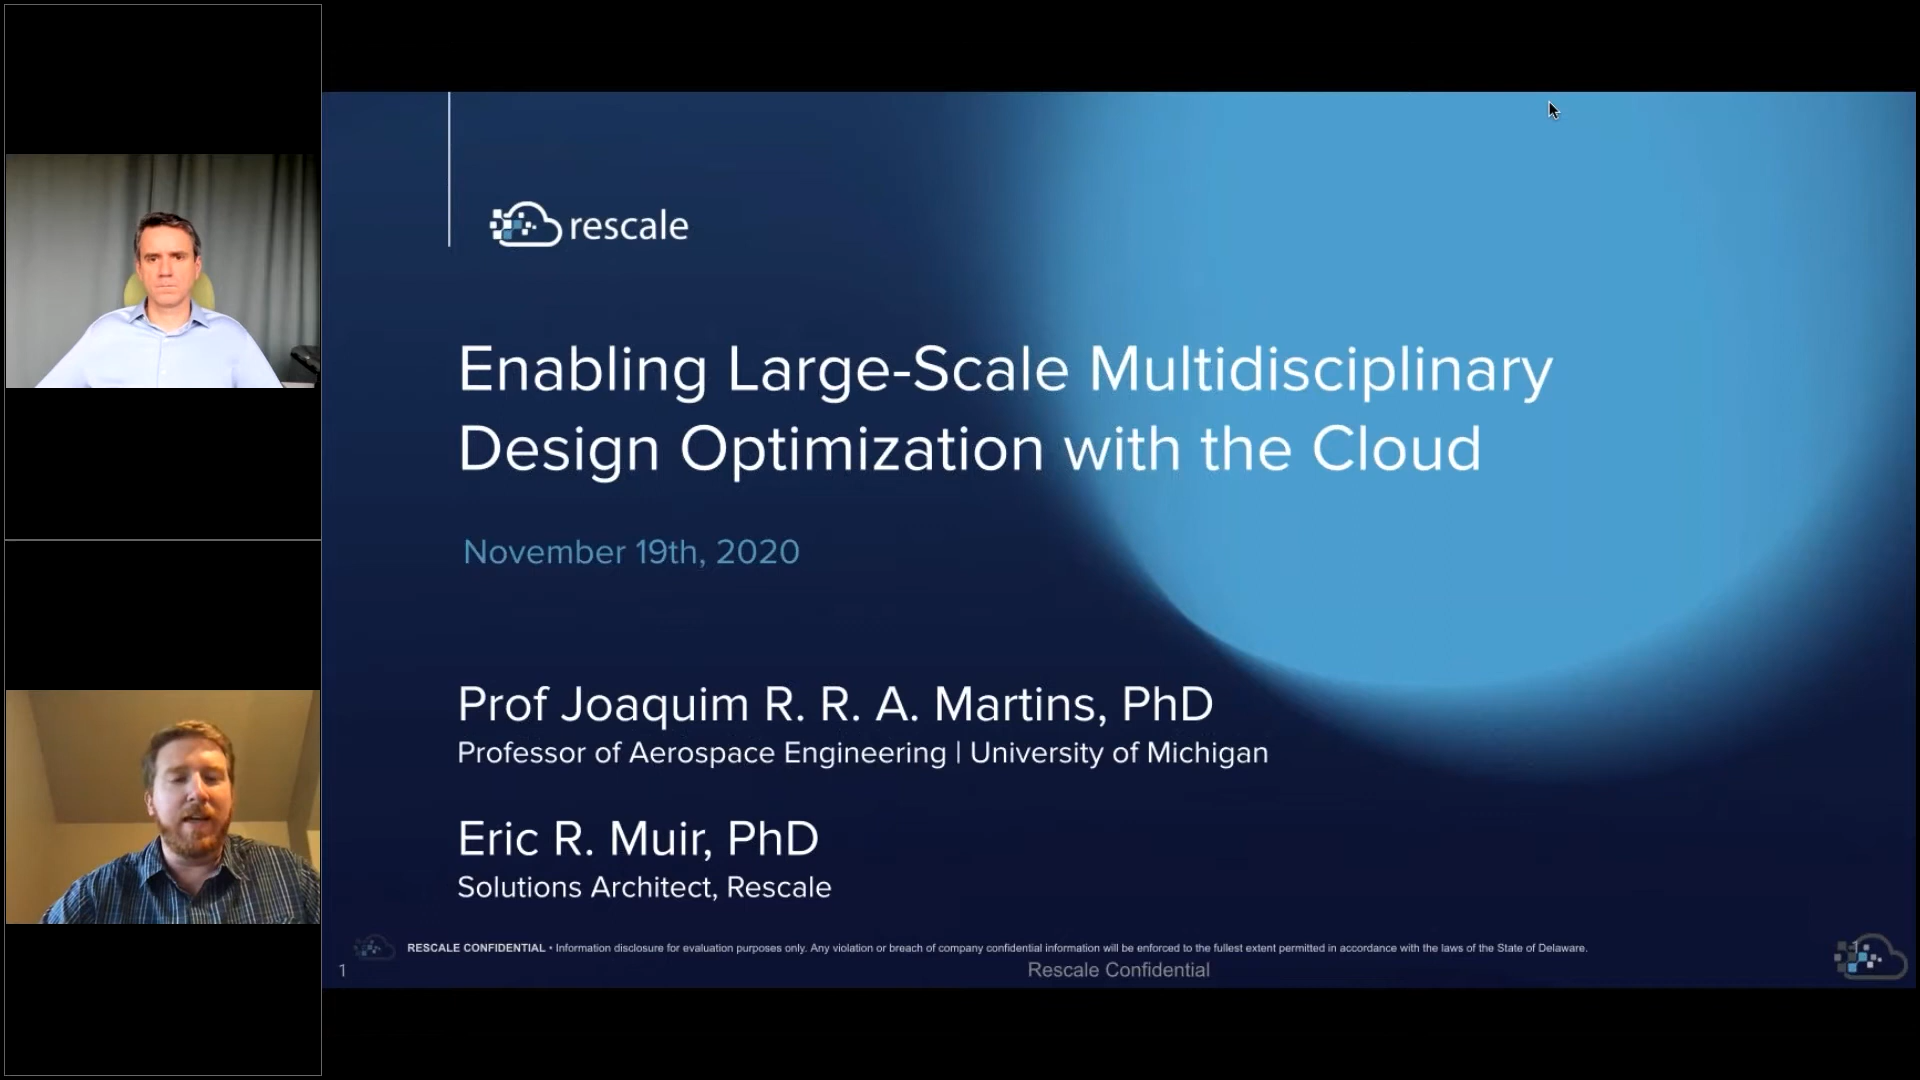 rescale
Enabling Large-Scale Multidisciplinary
Design Optimization with the Cloud
November 19th, 2020
Prof Joaquim R. R. A. Martins, PhD
Professor of Aerospace Engineering | University of Michigan
Eric R. Muir, PhD
Solutions Architect, Rescale
RESCALE CONFIDENTIAL • Information disclosure for evaluation purposes only. Any violation or breach of company confidential information will be enforced to the fullest extent permitted in accordance with the laws of the State of Delaware.
1
Rescale Confidential
1